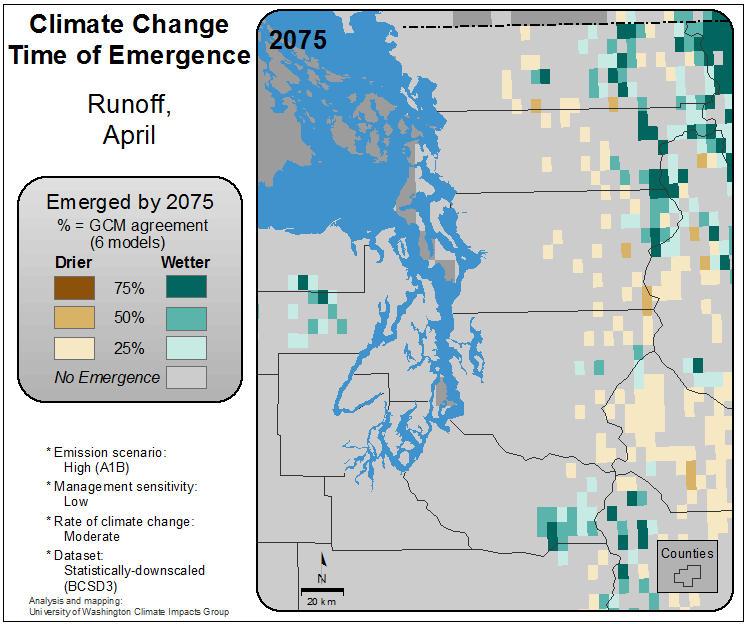 Climate Change
Time of Emergence
Runoff,
April
Emerged by 2075
% = GCM agreement
(6 models)
Drier Wetter
75%
50%
25%
No Emergence
* Emission scenario:
High (A1B)
* Management sensitivity:
Low
* Rate of climate change:
Moderate
* Dataset:
Statistically-downscaled
(BCSD3)
Analysis and mapping:
University of Washington Climate Impacts Group
2075
N
20 km
Counties